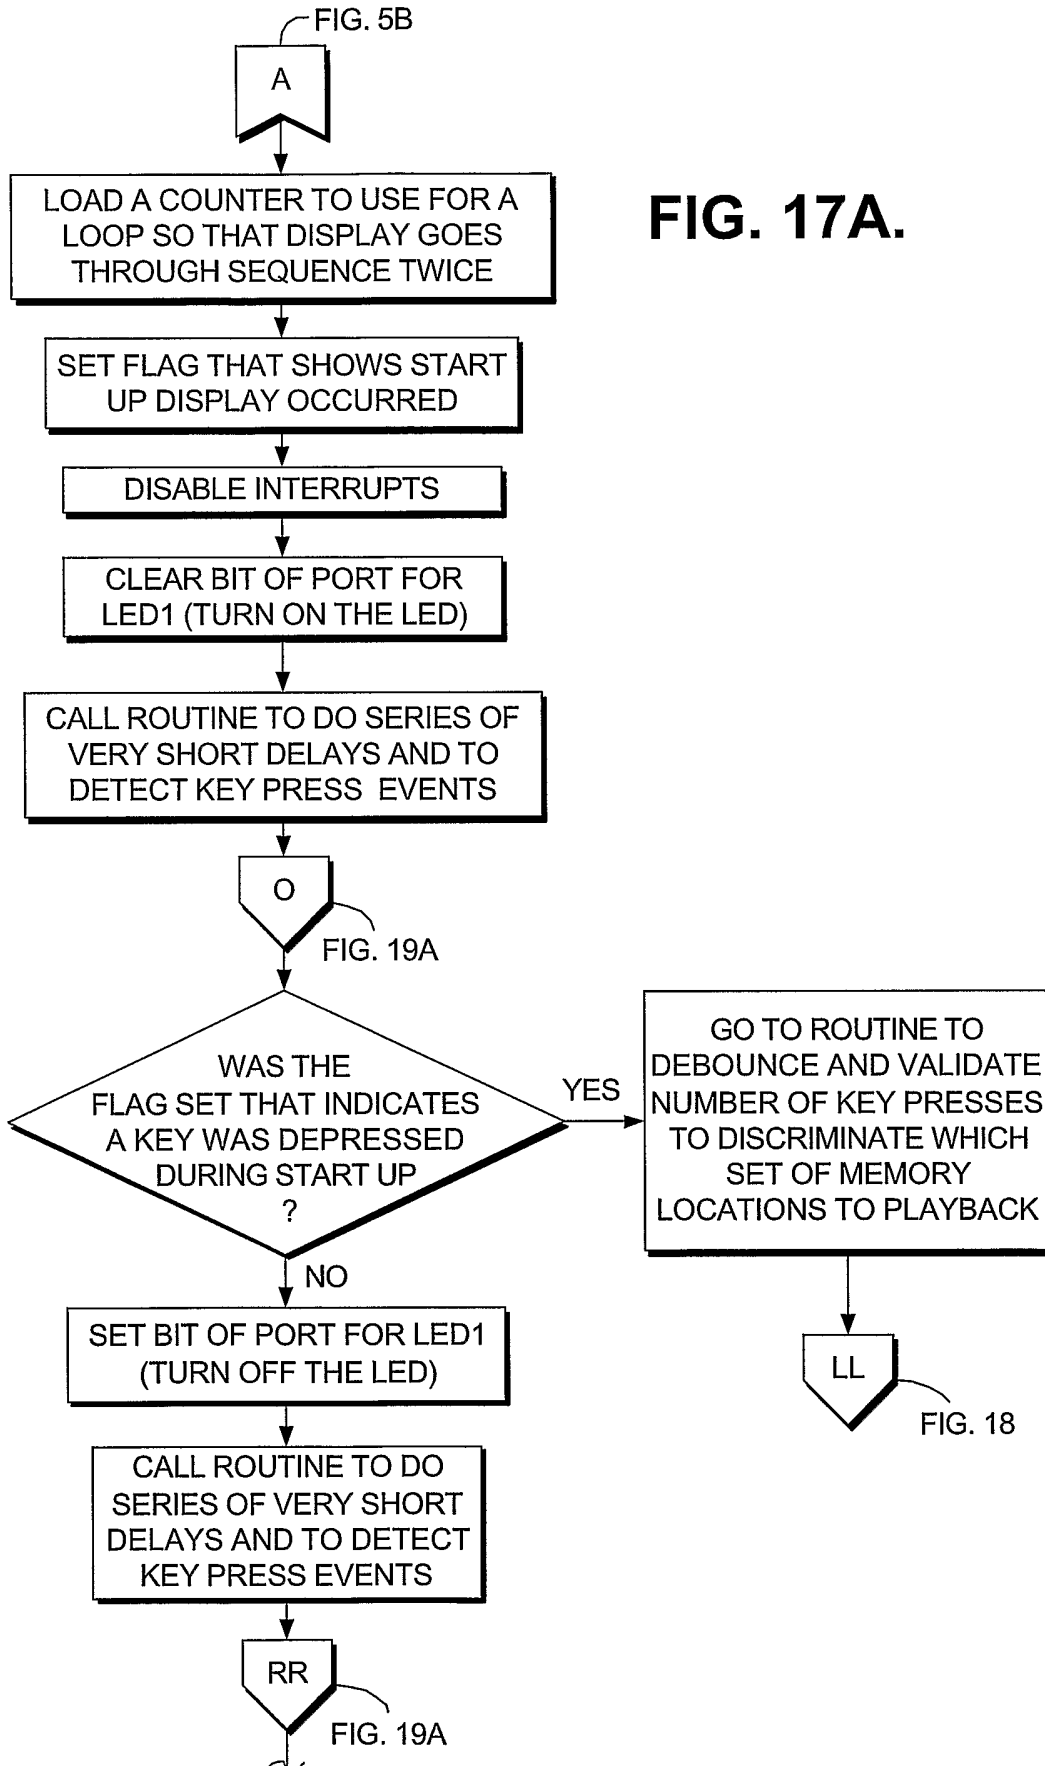 FIG. 5B
A
FIG. 17A.
LOAD A COUNTER TO USE FOR A
LOOP SO THAT DISPLAY GOES
THROUGH SEQUENCE TWICE
SET FLAG THAT SHOWS START
UP DISPLAY OCCURRED
DISABLE INTERRUPTS
CLEAR BIT OF PORT FOR
LED1 (TURN ON THE LED)
CALL ROUTINE TO DO SERIES OF
VERY SHORT DELAYS AND TO
DETECT KEY PRESS EVENTS
O
FIG. 19A
WAS THE
FLAG SET THAT INDICATES
A KEY WAS DEPRESSED
DURING START UP
?
YES
GO TO ROUTINE TO
DEBOUNCE AND VALIDATE
NUMBER OF KEY PRESSES
TO DISCRIMINATE WHICH
SET OF MEMORY
LOCATIONS TO PLAYBACK
LL
FIG. 18
NO
SET BIT OF PORT FOR LED1
(TURN OFF THE LED)
CALL ROUTINE TO DO
SERIES OF VERY SHORT
DELAYS AND TO DETECT
KEY PRESS EVENTS
RR
FIG. 19A